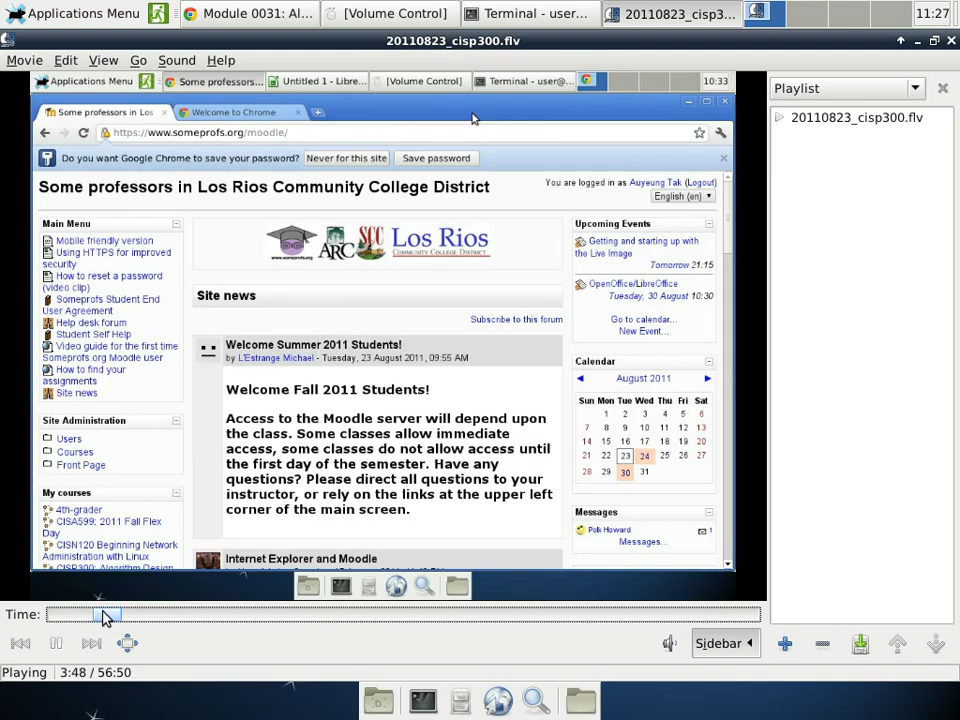 Applications Menu
Module 0031: Al...
[Volume Control]
Terminal - user...
20110823_cisp3...
11:27
20110823_cisp300.flv
Movie Edit View Go Sound Help
Applications Menu
Some professors...
Untitled 1 - Libre...
[Volume Control]
Terminal - user@...
10:33
Some professors in Los
Welcome to Chrome
https://www.someprofs.org/moodle/
Do you want Google Chrome to save your password?
Never for this site
Save password
Some professors in Los Rios Community College District
You are logged in as Auyeung Tak (Logout)
English (en)
Main Menu
Mobile friendly version
Using HTTPS for improved
security
How to reset a password
(video clip)
Someprofs Student End
User Agreement
Help desk forum
Student Self Help
Video guide for the first time
Someprofs.org Moodle user
How to find your
assignments
Site news
Site Administration
Users
Courses
Front Page
My courses
4th-grader
CISA599: 2011 Fall Flex
Day
CISN120 Beginning Network
Administration with Linux
CISP300: Algorithm Design
www.someprofs.org
ARC
SCC
Los Rios
COMMUNITY COLLEGE DISTRICT
Site news
Subscribe to this forum
Welcome Summer 2011 Students!
by L'Estrange Michael - Tuesday, 23 August 2011, 09:55 AM
Welcome Fall 2011 Students!
Access to the Moodle server will depend upon
the class. Some classes allow immediate
access, some classes do not allow access until
the first day of the semester. Have any
questions? Please direct all questions to your
instructor, or rely on the links at the upper left
corner of the main screen.
Internet Explorer and Moodle
Upcoming Events
Getting and starting up with
the Live Image
Tomorrow 21:15
OpenOffice/LibreOffice
Tuesday, 30 August 10:30
Go to calendar...
New Event...
Calendar
August 2011
Sun Mon Tue Wed Thu Fri Sat
1 2 3 4 5 6
7 8 9 10 11 12 13
14 15 16 17 18 19 20
21 22 23 24 25 26 27
28 29 30 31
Messages
Polk Howard
1
Messages...
Playlist
20110823_cisp300.flv
Time:
Sidebar
Playing 3:48 / 56:50